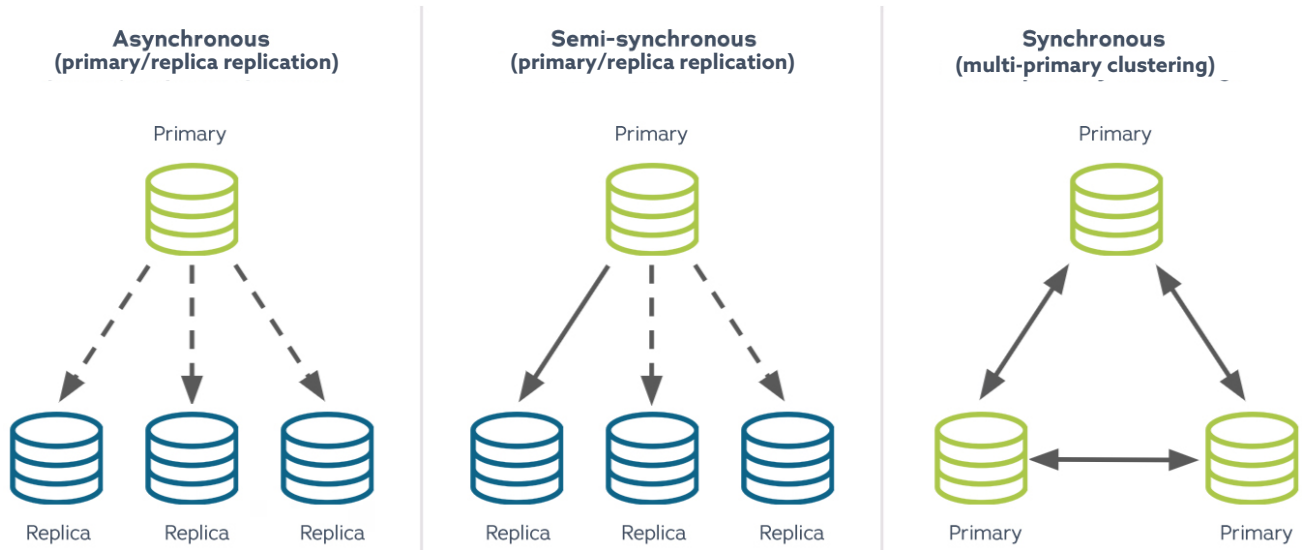 Asynchronous
(primary/replica replication)
Primary
Replica
Replica
Replica
Semi-synchronous
(primary/replica replication)
Primary
Replica
Replica
Replica
Synchronous
(multi-primary clustering)
Primary
Primary
Primary